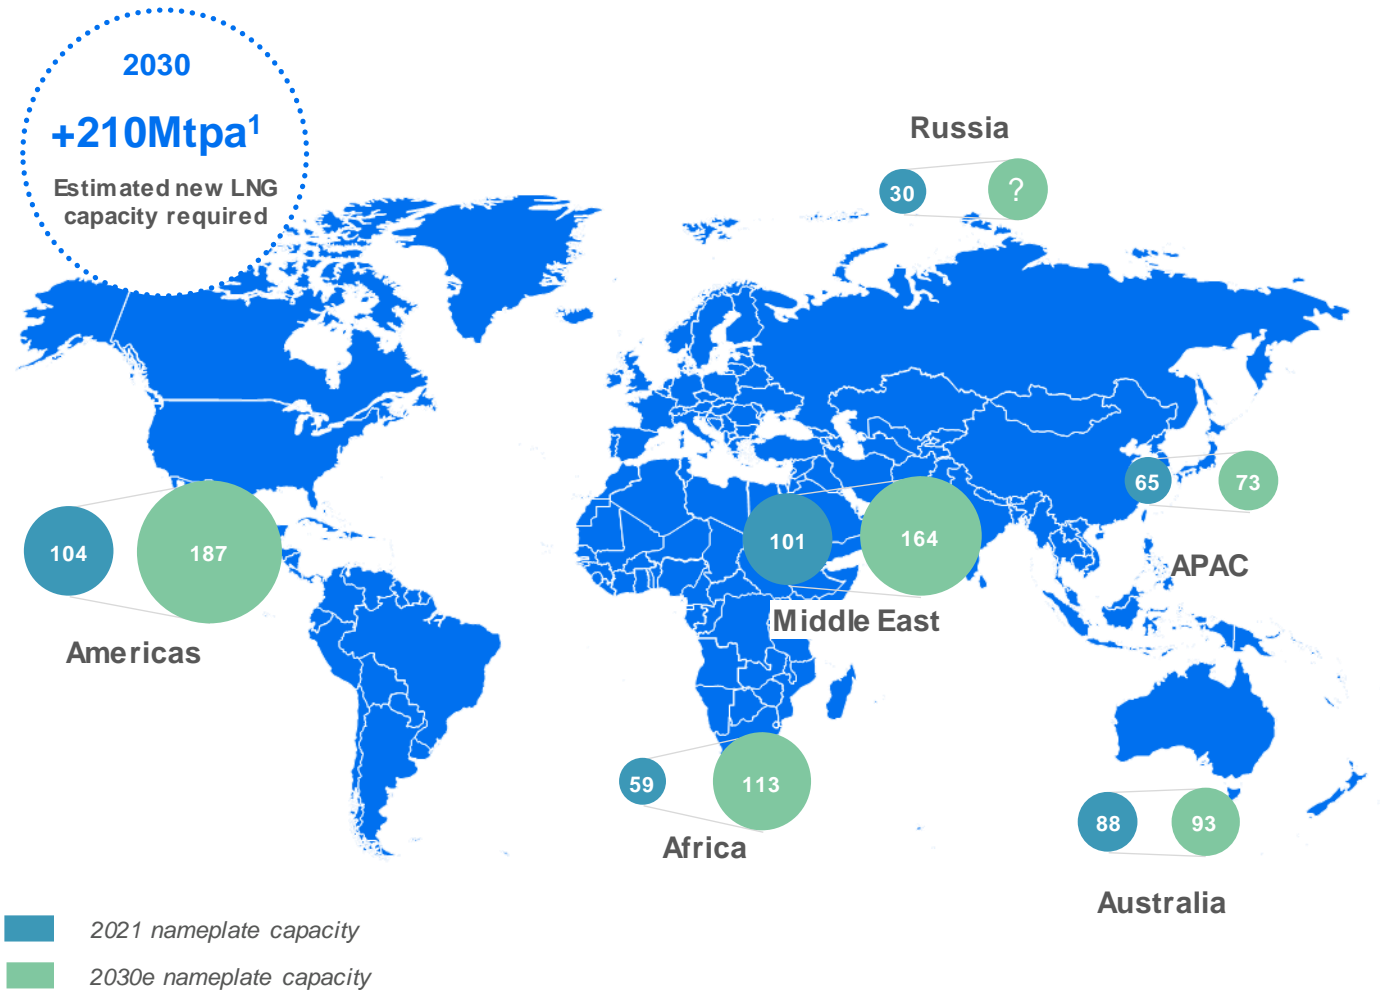 2030
+210Mtpa¹
Estimated new LNG
capacity required
Russia
30
?
65
73
APAC
104
187
Americas
101
164
Middle East
59
113
Africa
88
93
Australia
2021 nameplate capacity
2030e nameplate capacity